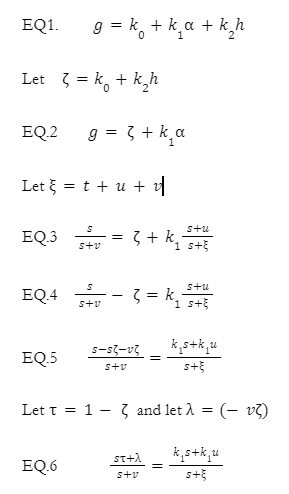 EQ1. g = k₀ + k₁α + k₂h
Let ζ = k₀ + k₂h
EQ.2 g = ζ + k₁α
Let ξ = t + u + v
EQ.3 s/(s+v) = ζ + k₁ (s+u)/(s+ξ)
EQ.4 s/(s+v) − ζ = k₁ (s+u)/(s+ξ)
EQ.5 (s−sζ−vζ)/(s+v) = (k₁s+k₁u)/(s+ξ)
Let τ = 1 − ζ and let λ = (− vζ)
EQ.6 (sτ+λ)/(s+v) = (k₁s+k₁u)/(s+ξ)